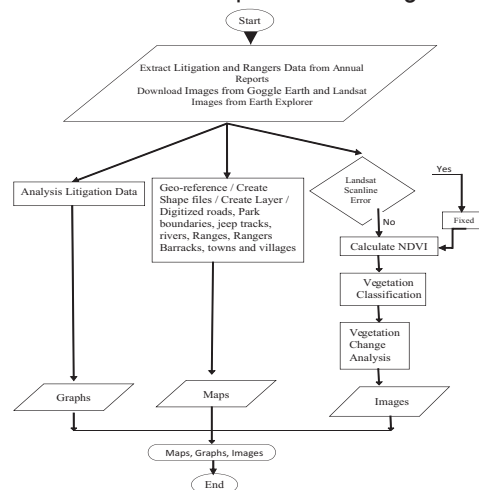 Start
Extract Litigation and Rangers Data from Annual
Reports
Download Images from Goggle Earth and Landsat
Images from Earth Explorer
Analysis Litigation Data
Geo-reference / Create
Shape files / Create Layer /
Digitized roads, Park
boundaries, jeep tracks,
rivers, Ranges, Rangers
Barracks, towns and villages
Landsat
Scanline
Error
Yes
Fixed
No
Calculate NDVI
Vegetation
Classification
Vegetation
Change
Analysis
Graphs
Maps
Images
Maps, Graphs, Images
End